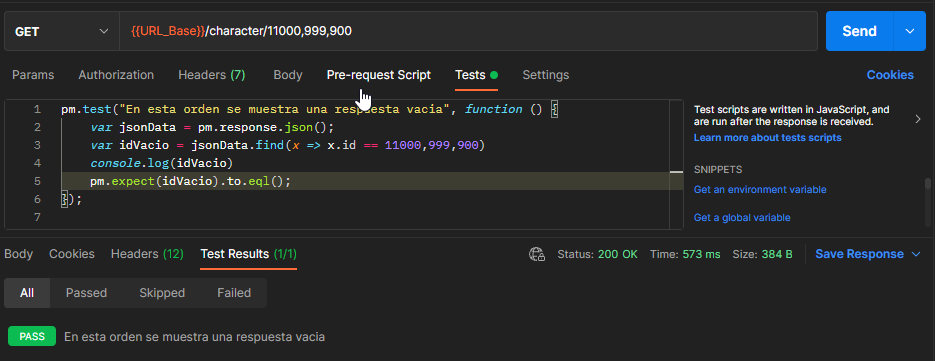 GET {{URL_Base}}/character/11000,999,900 Send
Params Authorization Headers (7) Body Pre-request Script Tests Settings Cookies
1 pm.test("En esta orden se muestra una respuesta vacia", function () {
2 var jsonData = pm.response.json();
3 var idVacio = jsonData.find(x => x.id == 11000,999,900)
4 console.log(idVacio)
5 pm.expect(idVacio).to.eql();
6 });
7
Test scripts are written in JavaScript, and
are run after the response is received.
Learn more about tests scripts
SNIPPETS
Get an environment variable
Get a global variable
Body Cookies Headers (12) Test Results (1/1) Status: 200 OK Time: 573 ms Size: 384 B Save Response
All Passed Skipped Failed
PASS En esta orden se muestra una respuesta vacia